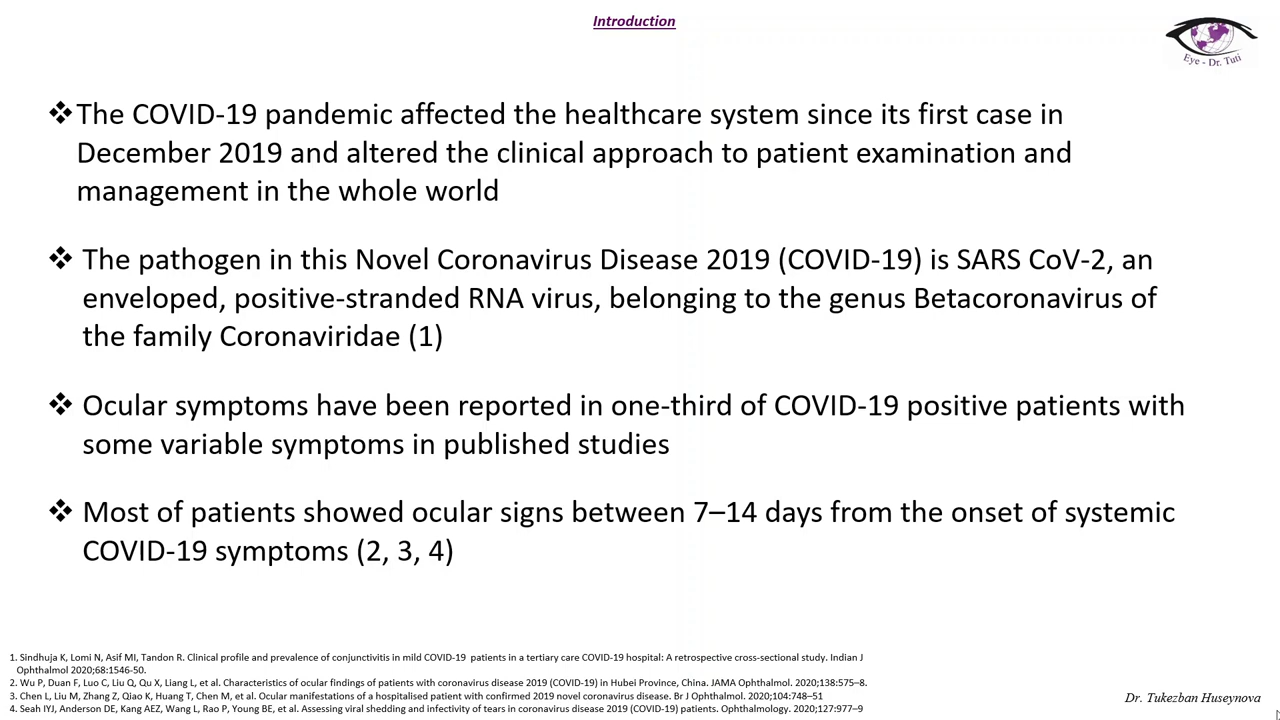 Introduction
Eye - Dr. Tuti
❖The COVID-19 pandemic affected the healthcare system since its first case in
December 2019 and altered the clinical approach to patient examination and
management in the whole world
❖ The pathogen in this Novel Coronavirus Disease 2019 (COVID-19) is SARS CoV-2, an
enveloped, positive-stranded RNA virus, belonging to the genus Betacoronavirus of
the family Coronaviridae (1)
❖ Ocular symptoms have been reported in one-third of COVID-19 positive patients with
some variable symptoms in published studies
❖ Most of patients showed ocular signs between 7–14 days from the onset of systemic
COVID-19 symptoms (2, 3, 4)
1. Sindhuja K, Lomi N, Asif MI, Tandon R. Clinical profile and prevalence of conjunctivitis in mild COVID-19 patients in a tertiary care COVID-19 hospital: A retrospective cross-sectional study. Indian J
Ophthalmol 2020;68:1546-50.
2. Wu P, Duan F, Luo C, Liu Q, Qu X, Liang L, et al. Characteristics of ocular findings of patients with coronavirus disease 2019 (COVID-19) in Hubei Province, China. JAMA Ophthalmol. 2020;138:575–8.
3. Chen L, Liu M, Zhang Z, Qiao K, Huang T, Chen M, et al. Ocular manifestations of a hospitalised patient with confirmed 2019 novel coronavirus disease. Br J Ophthalmol. 2020;104:748–51
4. Seah IYJ, Anderson DE, Kang AEZ, Wang L, Rao P, Young BE, et al. Assessing viral shedding and infectivity of tears in coronavirus disease 2019 (COVID-19) patients. Ophthalmology. 2020;127:977–9
Dr. Tukezban Huseynova